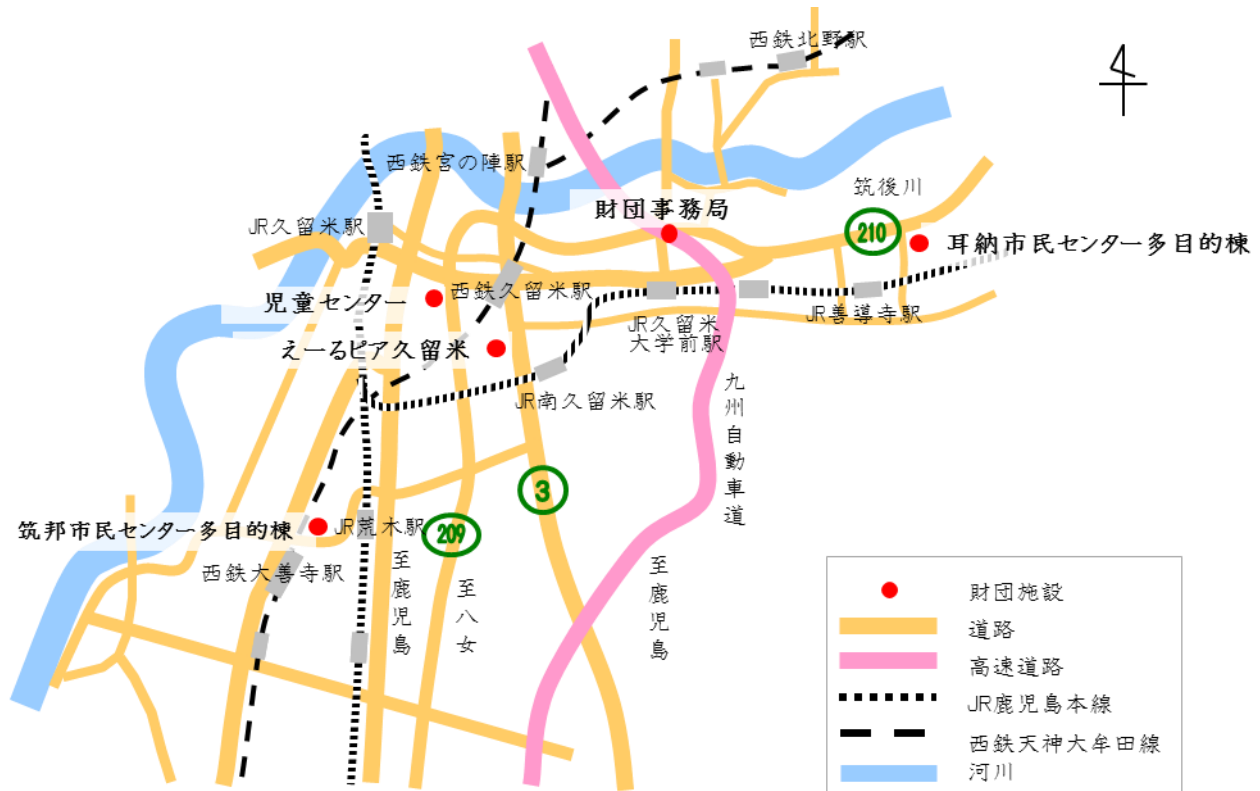 西鉄北野駅
西鉄宮の陣駅
筑後川
財団事務局
JR久留米駅
210
耳納市民センター多目的棟
児童センター
西鉄久留米駅
JR久留米
大学前駅
JR善導寺駅
えーるピア久留米
JR南久留米駅
九州自動車道
3
筑邦市民センター多目的棟
JR荒木駅
209
西鉄大善寺駅
至鹿児島
至八女
至鹿児島
財団施設
道路
高速道路
JR鹿児島本線
西鉄天神大牟田線
河川